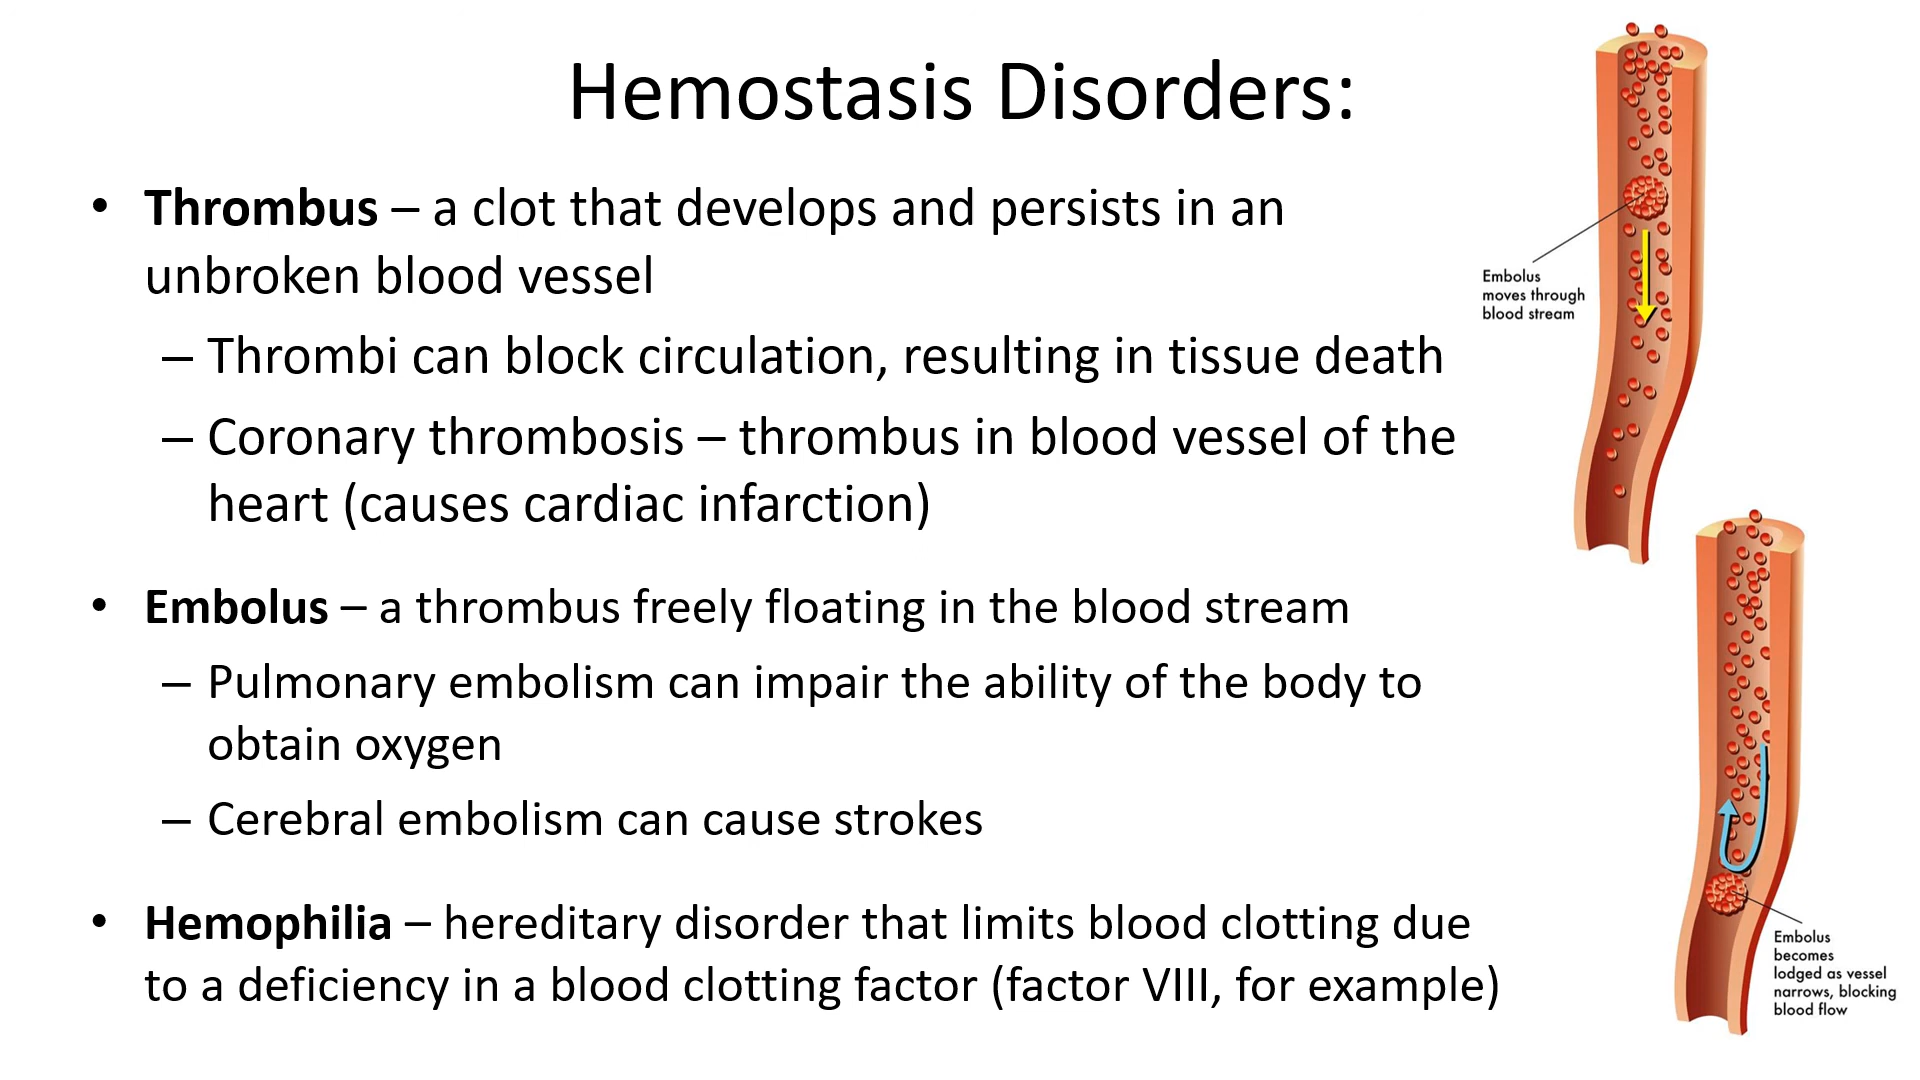 Hemostasis Disorders:
• Thrombus – a clot that develops and persists in an
unbroken blood vessel
– Thrombi can block circulation, resulting in tissue death
– Coronary thrombosis – thrombus in blood vessel of the
heart (causes cardiac infarction)
• Embolus – a thrombus freely floating in the blood stream
– Pulmonary embolism can impair the ability of the body to
obtain oxygen
– Cerebral embolism can cause strokes
• Hemophilia – hereditary disorder that limits blood clotting due
to a deficiency in a blood clotting factor (factor VIII, for example)
Embolus
moves through
blood stream
Embolus
becomes
lodged as vessel
narrows, blocking
blood flow